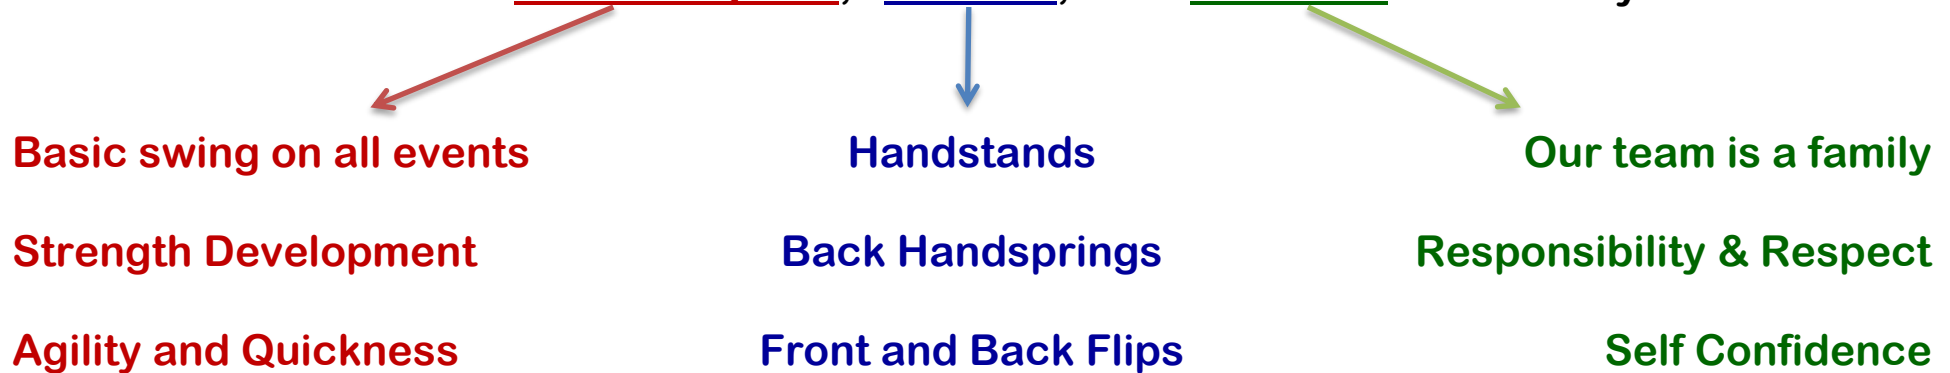 Basic swing on all events
Handstands
Our team is a family
Strength Development
Back Handsprings
Responsibility & Respect
Agility and Quickness
Front and Back Flips
Self Confidence